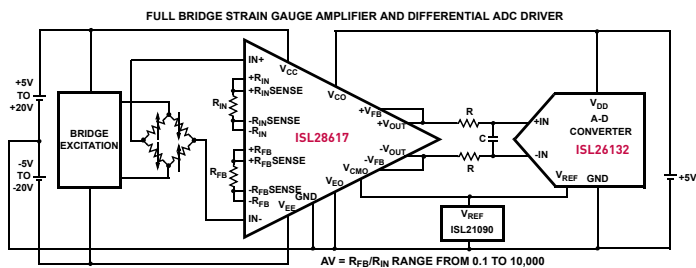 FULL BRIDGE STRAIN GAUGE AMPLIFIER AND DIFFERENTIAL ADC DRIVER
+5V
TO
+20V
-5V
TO
-20V
BRIDGE
EXCITATION
IN+
+RIN
+RINSENSE
RIN
-RINSENSE
-RIN
+RFB
+RFBSENSE
RFB
-RFBSENSE
-RFB
IN-
VCC
ISL28617
GND
VEE
VEO
VCO
+VFB
+VOUT
-VOUT
-VFB
VCMO
R
C
R
+IN
-IN
VDD
A-D
CONVERTER
ISL26132
VREF
GND
+5V
VREF
ISL21090
AV = RFB/RIN RANGE FROM 0.1 TO 10,000